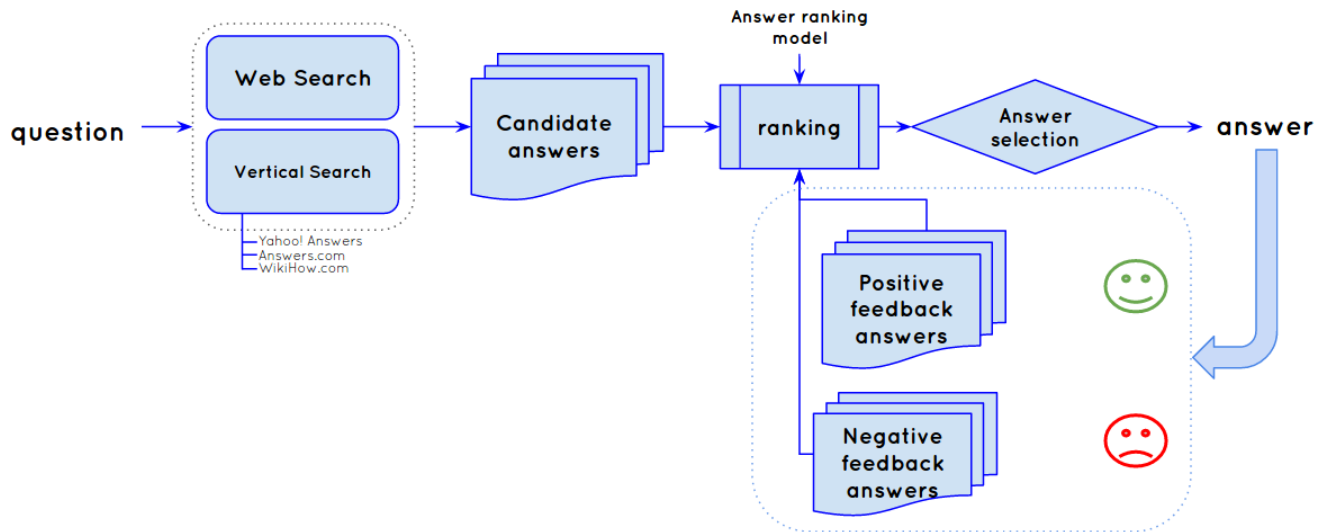 Answer ranking
model
Web Search
question
Vertical Search
Yahoo! Answers
Answers.com
WikiHow.com
Candidate
answers
ranking
Answer
selection
answer
Positive
feedback
answers
Negative
feedback
answers